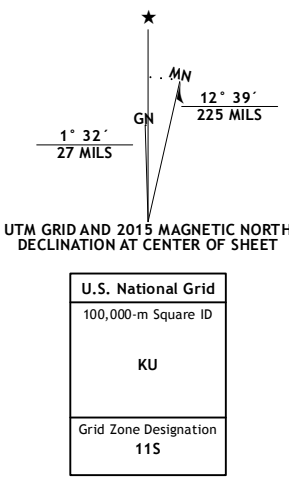 ★
MN
GN
12° 39´
225 MILS
1° 32´
27 MILS
UTM GRID AND 2015 MAGNETIC NORTH
DECLINATION AT CENTER OF SHEET
U.S. National Grid
100,000-m Square ID
KU
Grid Zone Designation
11S